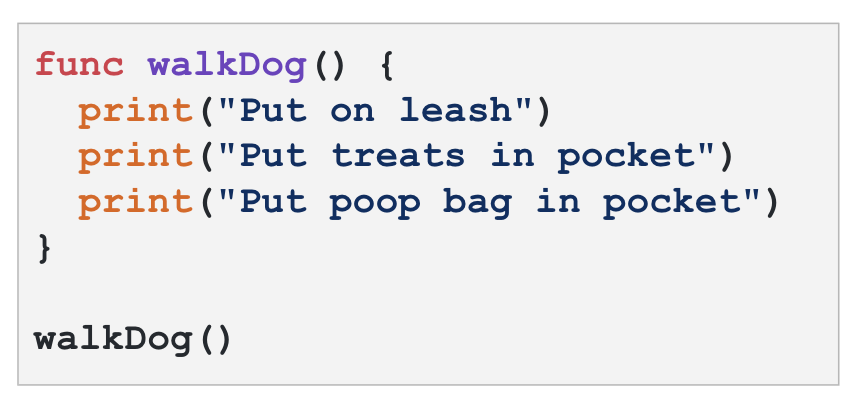 func walkDog() {
  print("Put on leash")
  print("Put treats in pocket")
  print("Put poop bag in pocket")
}

walkDog()